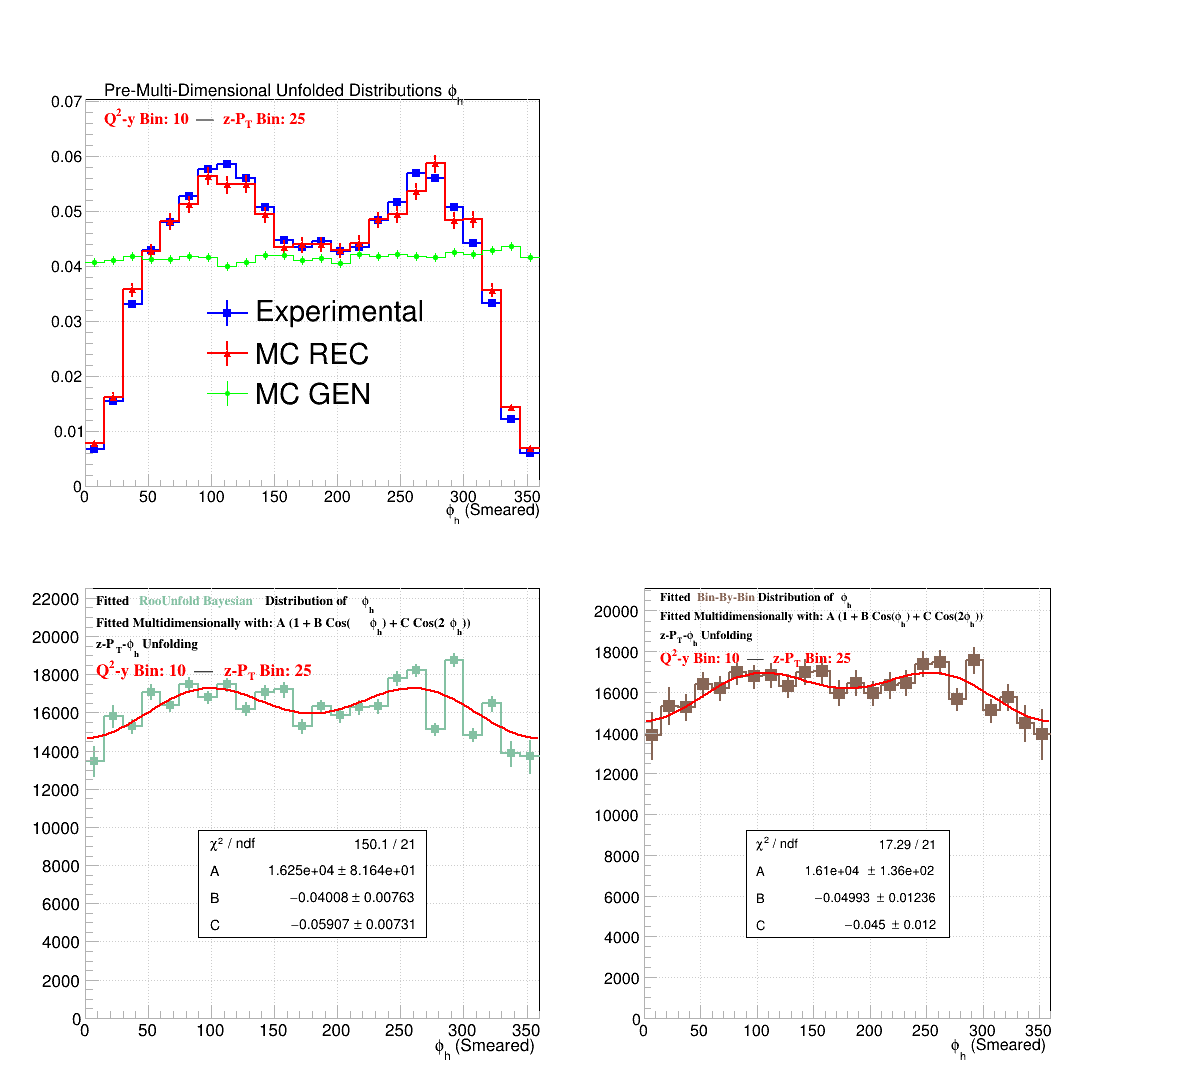 Pre-Multi-Dimensional Unfolded Distributions ϕh
Q2-y Bin: 10 — z-PT Bin: 25
0.07
0.06
0.05
0.04
0.03
0.02
0.01
0
Experimental
MC REC
MC GEN
0 50 100 150 200 250 300 350
ϕh (Smeared)
Fitted RooUnfold Bayesian Distribution of ϕh
Fitted Multidimensionally with: A (1 + B Cos( ϕh) + C Cos(2 ϕh))
z-PT-ϕh Unfolding
Q2-y Bin: 10 — z-PT Bin: 25
22000
20000
18000
16000
14000
12000
10000
8000
6000
4000
2000
0
χ2 / ndf 150.1 / 21
A 1.625e+04 ± 8.164e+01
B −0.04008 ± 0.00763
C −0.05907 ± 0.00731
0 50 100 150 200 250 300 350
ϕh (Smeared)
Fitted Bin-By-Bin Distribution of ϕh
Fitted Multidimensionally with: A (1 + B Cos(ϕh) + C Cos(2ϕh))
z-PT-ϕh Unfolding
Q2-y Bin: 10 — z-PT Bin: 25
20000
18000
16000
14000
12000
10000
8000
6000
4000
2000
0
χ2 / ndf 17.29 / 21
A 1.61e+04 ± 1.36e+02
B −0.04993 ± 0.01236
C −0.045 ± 0.012
0 50 100 150 200 250 300 350
ϕh (Smeared)